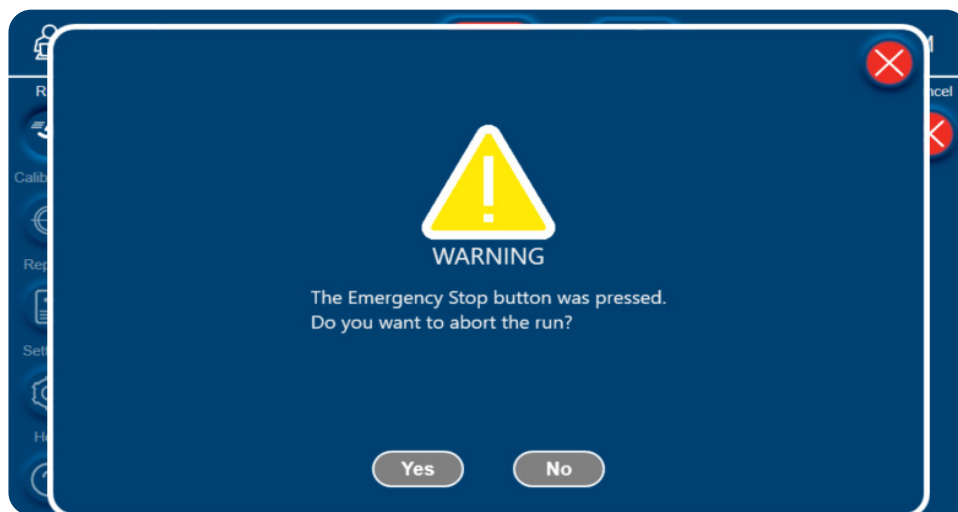 WARNING
The Emergency Stop button was pressed.
Do you want to abort the run?
Yes
No